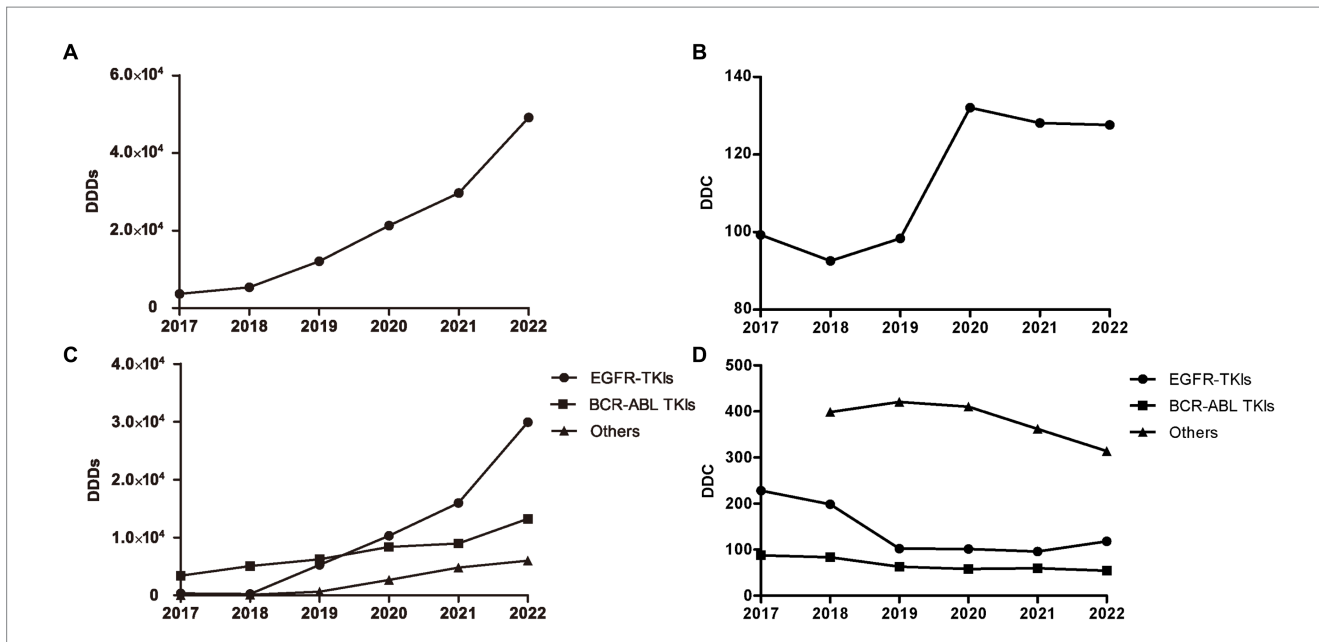 A
6.0×10⁴
4.0×10⁴
2.0×10⁴
0
DDDs
2017 2018 2019 2020 2021 2022
B
140
120
100
80
DDC
2017 2018 2019 2020 2021 2022
C
4.0×10⁴
3.0×10⁴
2.0×10⁴
1.0×10⁴
0
DDDs
2017 2018 2019 2020 2021 2022
EGFR-TKIs
BCR-ABL TKIs
Others
D
500
400
300
200
100
0
DDC
2017 2018 2019 2020 2021 2022
EGFR-TKIs
BCR-ABL TKIs
Others